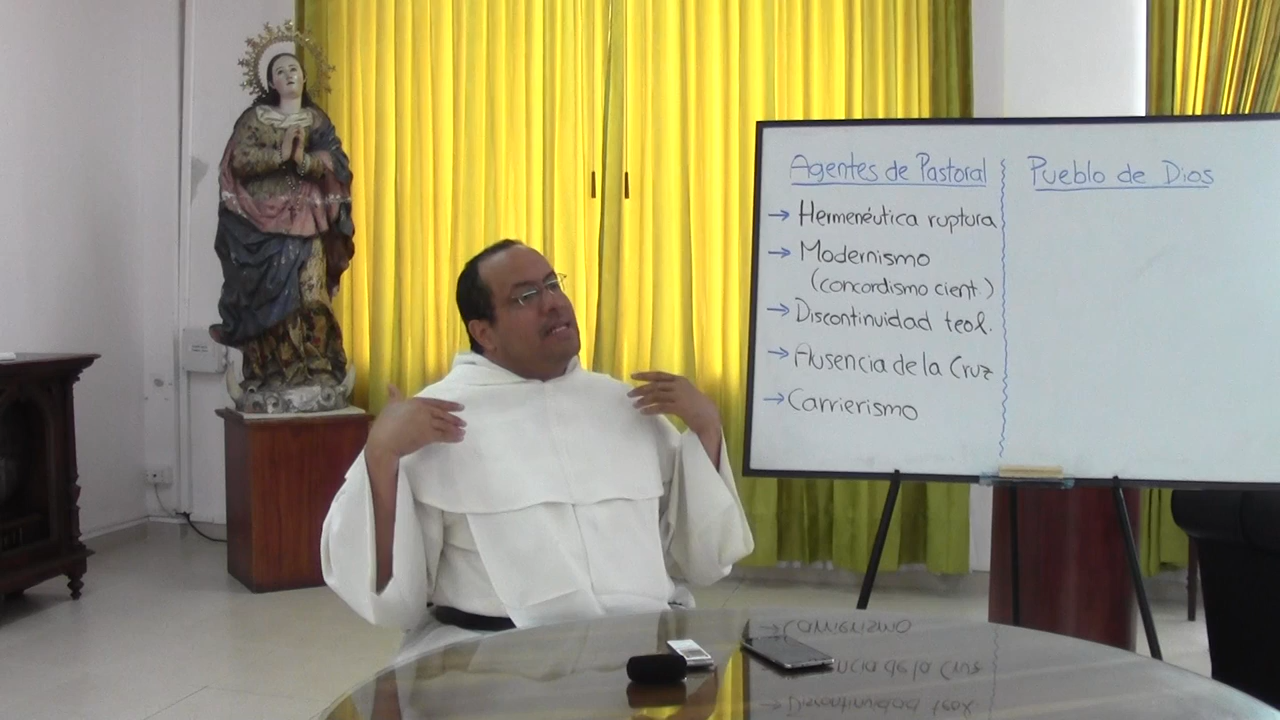 Agentes de Pastoral
→ Hermenéutica ruptura
→ Modernismo
(concordismo cient.)
→ Discontinuidad teol.
→ Ausencia de la Cruz
→ Carrierismo
Pueblo de Dios